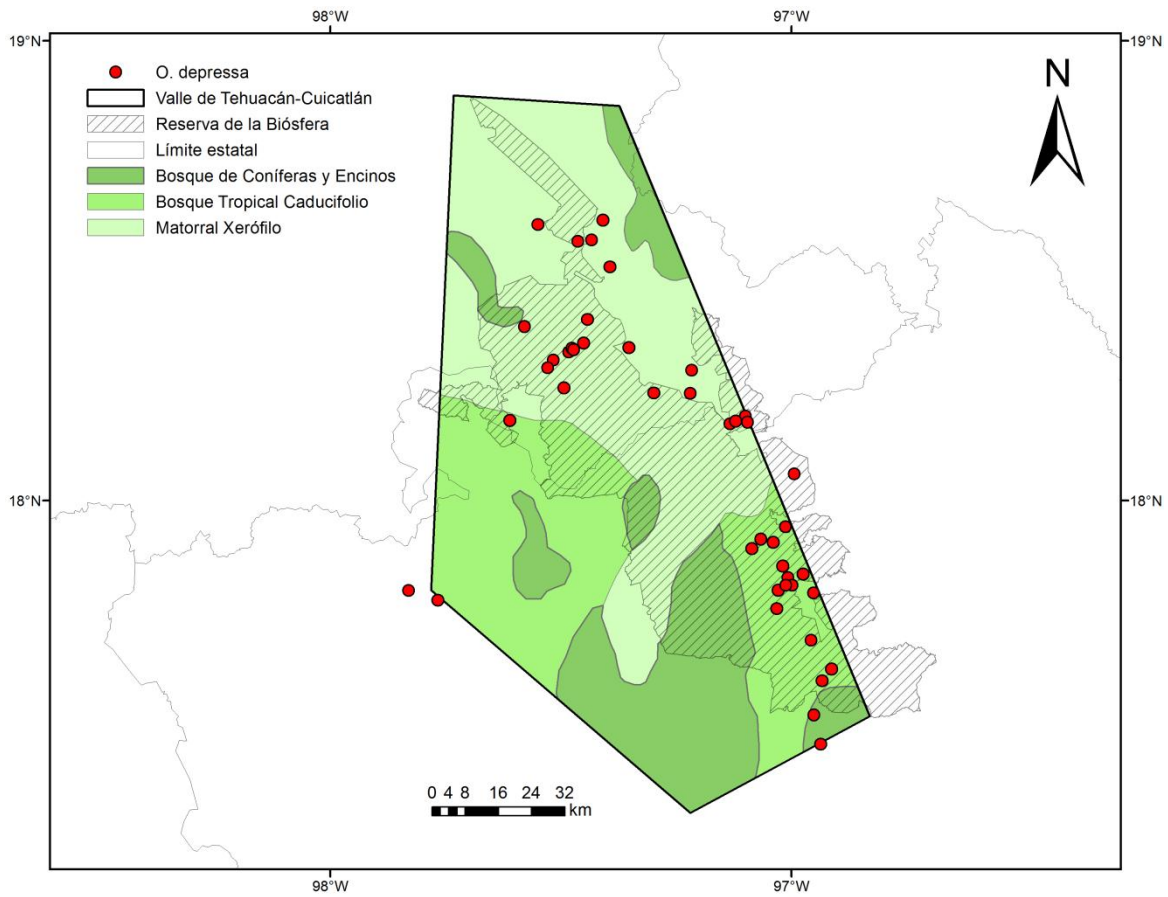 98°W 97°W
19°N 19°N
N
O. depressa
Valle de Tehuacán-Cuicatlán
Reserva de la Biósfera
Límite estatal
Bosque de Coníferas y Encinos
Bosque Tropical Caducifolio
Matorral Xerófilo
18°N 18°N
0 4 8 16 24 32
km
98°W 97°W